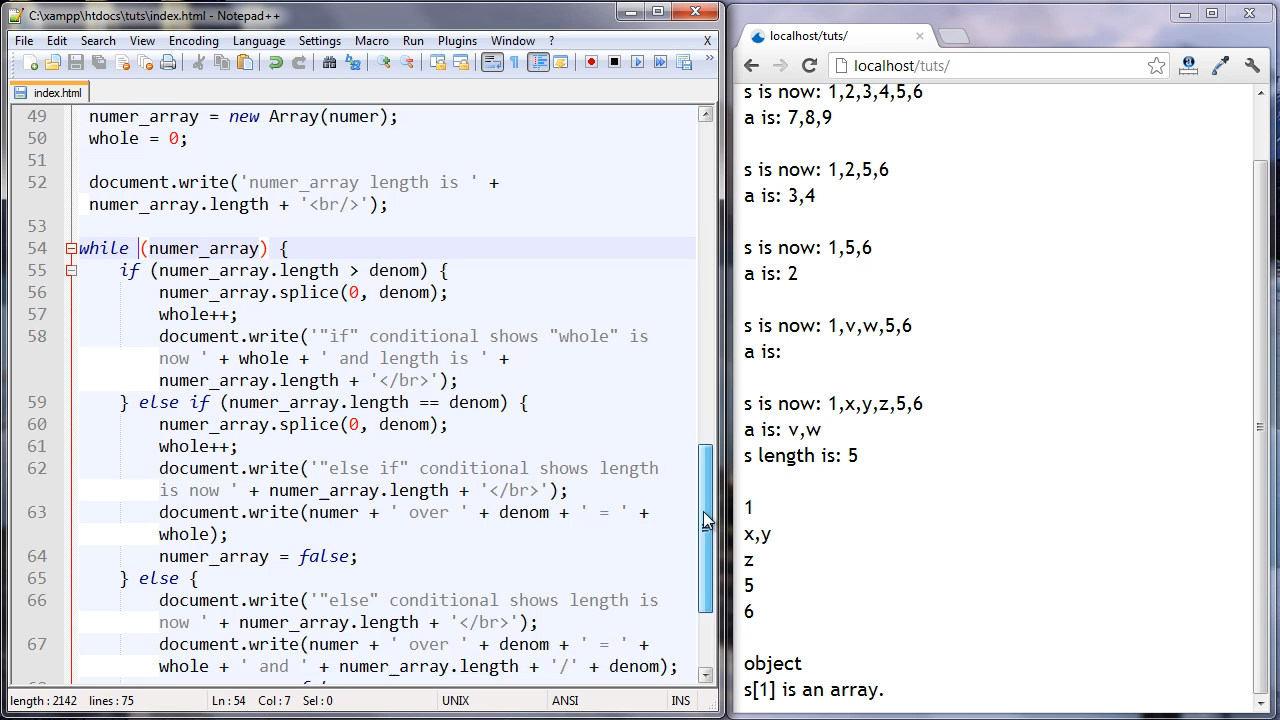 C:\xampp\htdocs\tuts\index.html - Notepad++
File Edit Search View Encoding Language Settings Macro Run Plugins Window ? X
index.html
49 numer_array = new Array(numer);
50 whole = 0;
51
52 document.write('numer_array length is ' +
numer_array.length + '<br/>');
53
54 while (numer_array) {
55 if (numer_array.length > denom) {
56 numer_array.splice(0, denom);
57 whole++;
58 document.write('"if" conditional shows "whole" is
now ' + whole + ' and length is ' +
numer_array.length + '</br>');
59 } else if (numer_array.length == denom) {
60 numer_array.splice(0, denom);
61 whole++;
62 document.write('"else if" conditional shows length
is now ' + numer_array.length + '</br>');
63 document.write(numer + ' over ' + denom + ' = ' +
whole);
64 numer_array = false;
65 } else {
66 document.write('"else" conditional shows length is
now ' + numer_array.length + '</br>');
67 document.write(numer + ' over ' + denom + ' = ' +
whole + ' and ' + numer_array.length + '/' + denom);
length : 2142 lines : 75 Ln : 54 Col : 7 Sel : 0 UNIX ANSI INS
localhost/tuts/
localhost/tuts/
s is now: 1,2,3,4,5,6
a is: 7,8,9
s is now: 1,2,5,6
a is: 3,4
s is now: 1,5,6
a is: 2
s is now: 1,v,w,5,6
a is:
s is now: 1,x,y,z,5,6
a is: v,w
s length is: 5
1
x,y
z
5
6
object
s[1] is an array.